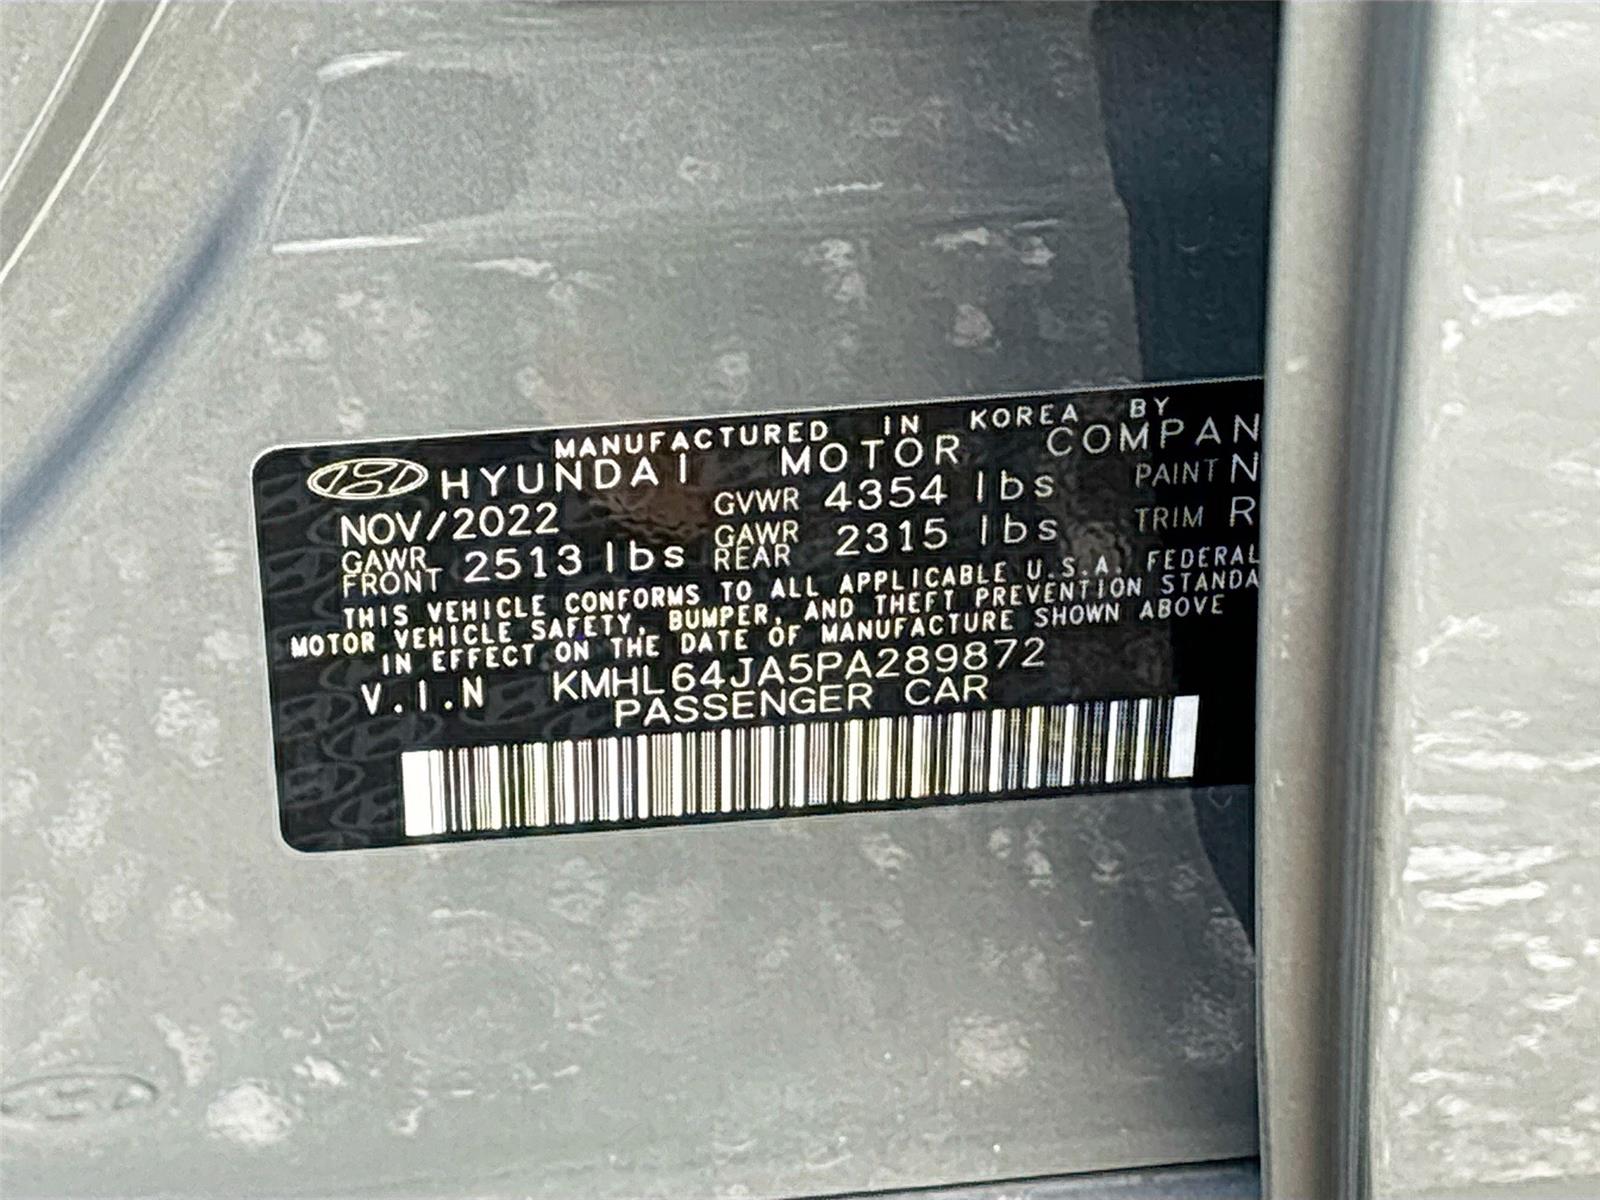 MANUFACTURED IN KOREA BY
HYUNDAI MOTOR COMPAN
NOV/2022 GVWR 4354 lbs PAINT N
GAWR FRONT 2513 lbs GAWR REAR 2315 lbs TRIM R
THIS VEHICLE CONFORMS TO ALL APPLICABLE U.S.A. FEDERAL
MOTOR VEHICLE SAFETY, BUMPER, AND THEFT PREVENTION STANDA
IN EFFECT ON THE DATE OF MANUFACTURE SHOWN ABOVE
V.I.N KMHL64JA5PA289872
PASSENGER CAR